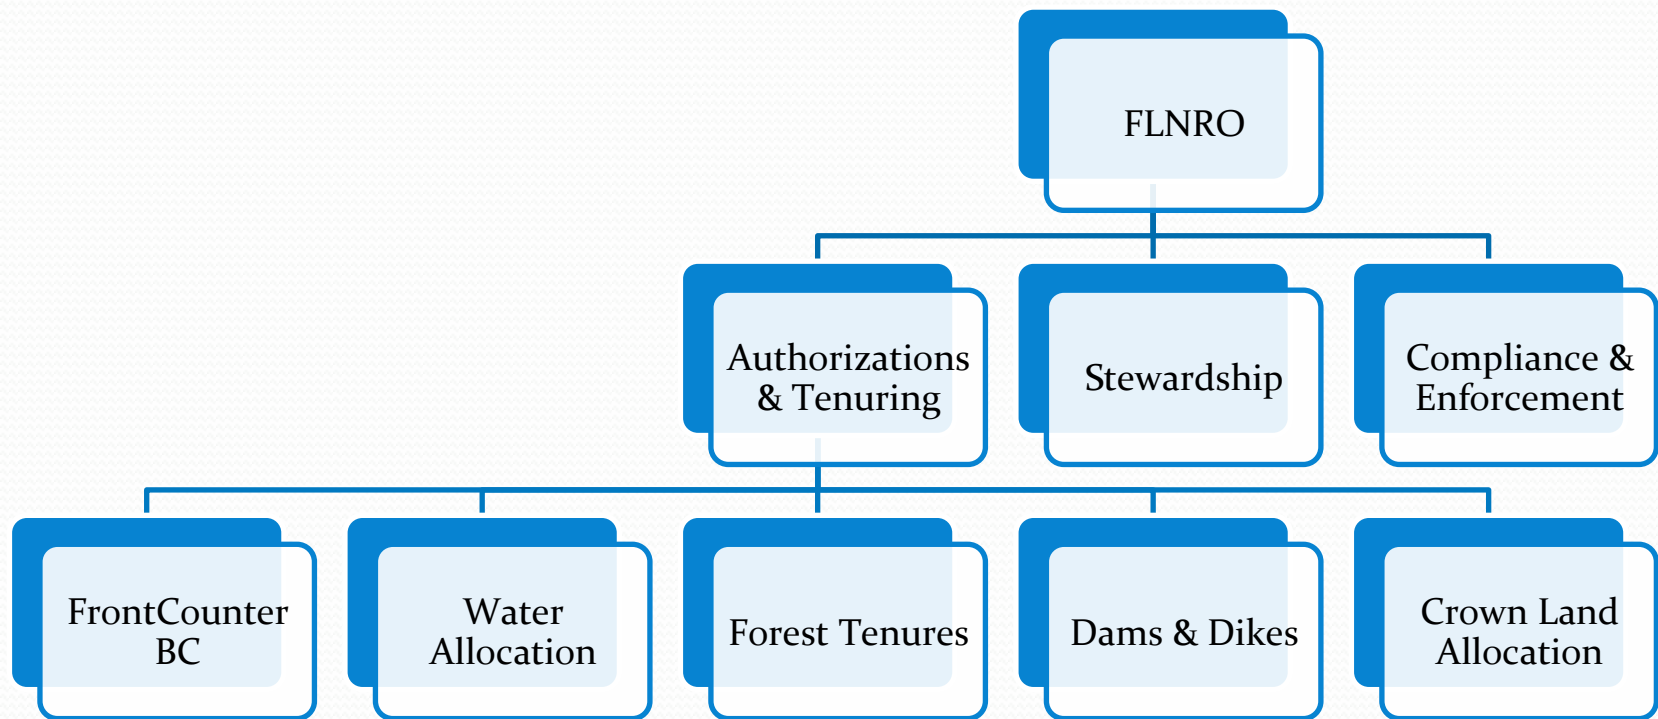 FLNRO
Authorizations
& Tenuring
Stewardship
Compliance &
Enforcement
FrontCounter
BC
Water
Allocation
Forest Tenures
Dams & Dikes
Crown Land
Allocation